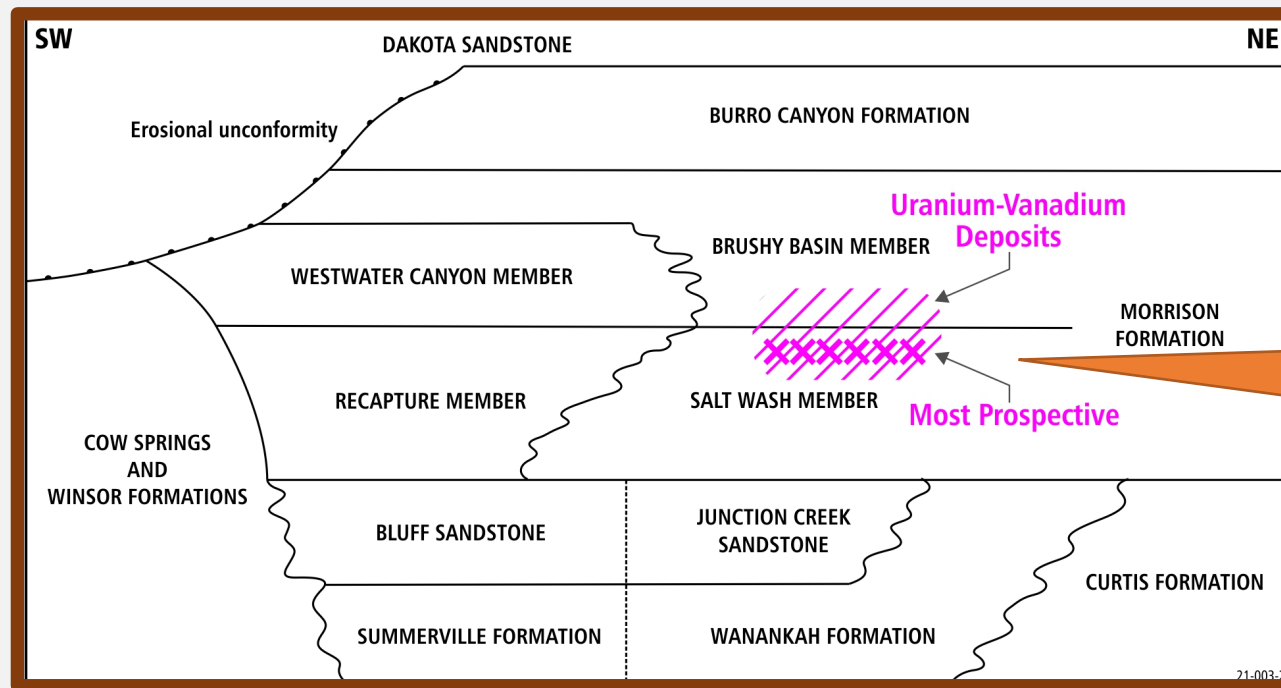 SW
NE
DAKOTA SANDSTONE
Erosional unconformity
BURRO CANYON FORMATION
Uranium-Vanadium
Deposits
BRUSHY BASIN MEMBER
WESTWATER CANYON MEMBER
MORRISON
FORMATION
RECAPTURE MEMBER
SALT WASH MEMBER
Most Prospective
COW SPRINGS
AND
WINSOR FORMATIONS
BLUFF SANDSTONE
JUNCTION CREEK
SANDSTONE
CURTIS FORMATION
SUMMERVILLE FORMATION
WANANKAH FORMATION